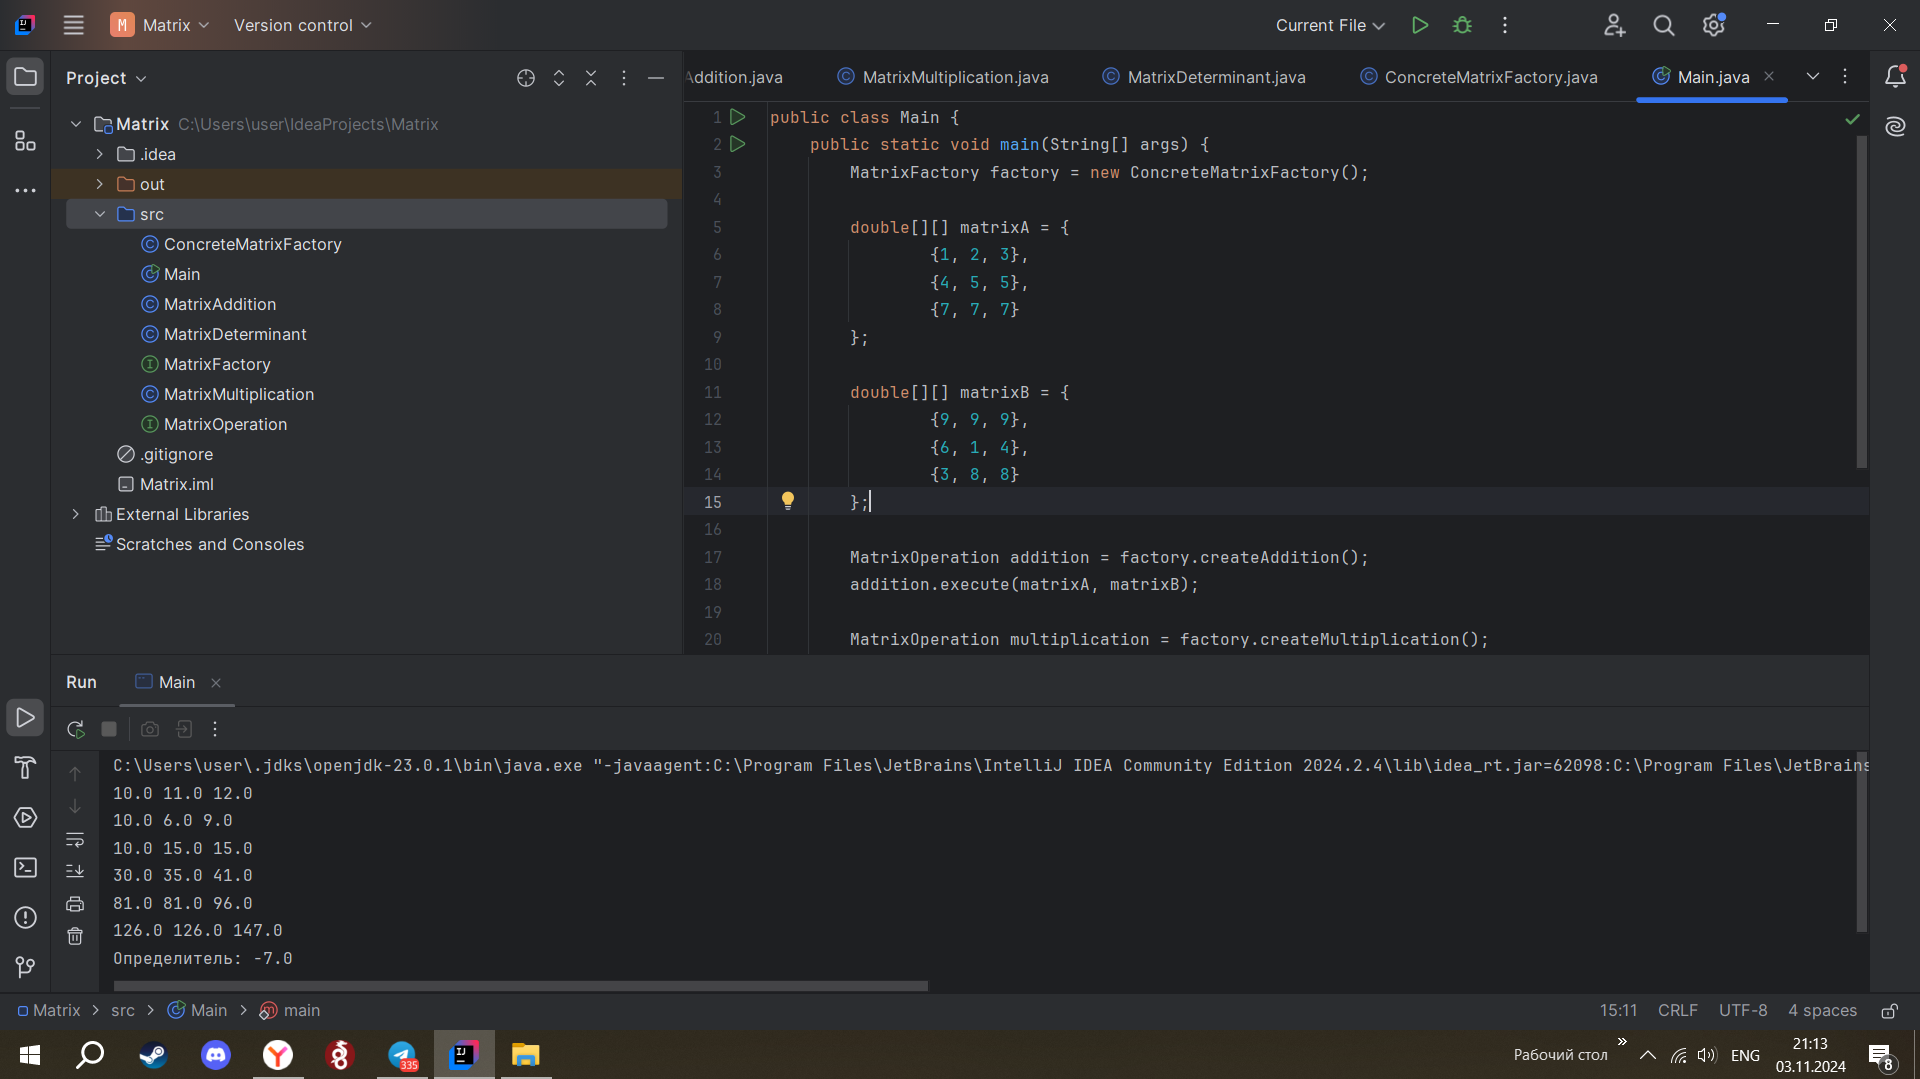 M Matrix Version control Current File
Project
Addition.java MatrixMultiplication.java MatrixDeterminant.java ConcreteMatrixFactory.java Main.java
Matrix C:\Users\user\IdeaProjects\Matrix
.idea
out
src
ConcreteMatrixFactory
Main
MatrixAddition
MatrixDeterminant
MatrixFactory
MatrixMultiplication
MatrixOperation
.gitignore
Matrix.iml
External Libraries
Scratches and Consoles
1 public class Main {
2 public static void main(String[] args) {
3 MatrixFactory factory = new ConcreteMatrixFactory();
4
5 double[][] matrixA = {
6 {1, 2, 3},
7 {4, 5, 5},
8 {7, 7, 7}
9 };
10
11 double[][] matrixB = {
12 {9, 9, 9},
13 {6, 1, 4},
14 {3, 8, 8}
15 };
16
17 MatrixOperation addition = factory.createAddition();
18 addition.execute(matrixA, matrixB);
19
20 MatrixOperation multiplication = factory.createMultiplication();
Run Main
C:\Users\user\.jdks\openjdk-23.0.1\bin\java.exe "-javaagent:C:\Program Files\JetBrains\IntelliJ IDEA Community Edition 2024.2.4\lib\idea_rt.jar=62098:C:\Program Files\JetBrains
10.0 11.0 12.0
10.0 6.0 9.0
10.0 15.0 15.0
30.0 35.0 41.0
81.0 81.0 96.0
126.0 126.0 147.0
Определитель: -7.0
Matrix src Main main 15:11 CRLF UTF-8 4 spaces
335 Рабочий стол ENG 21:13
03.11.2024 8